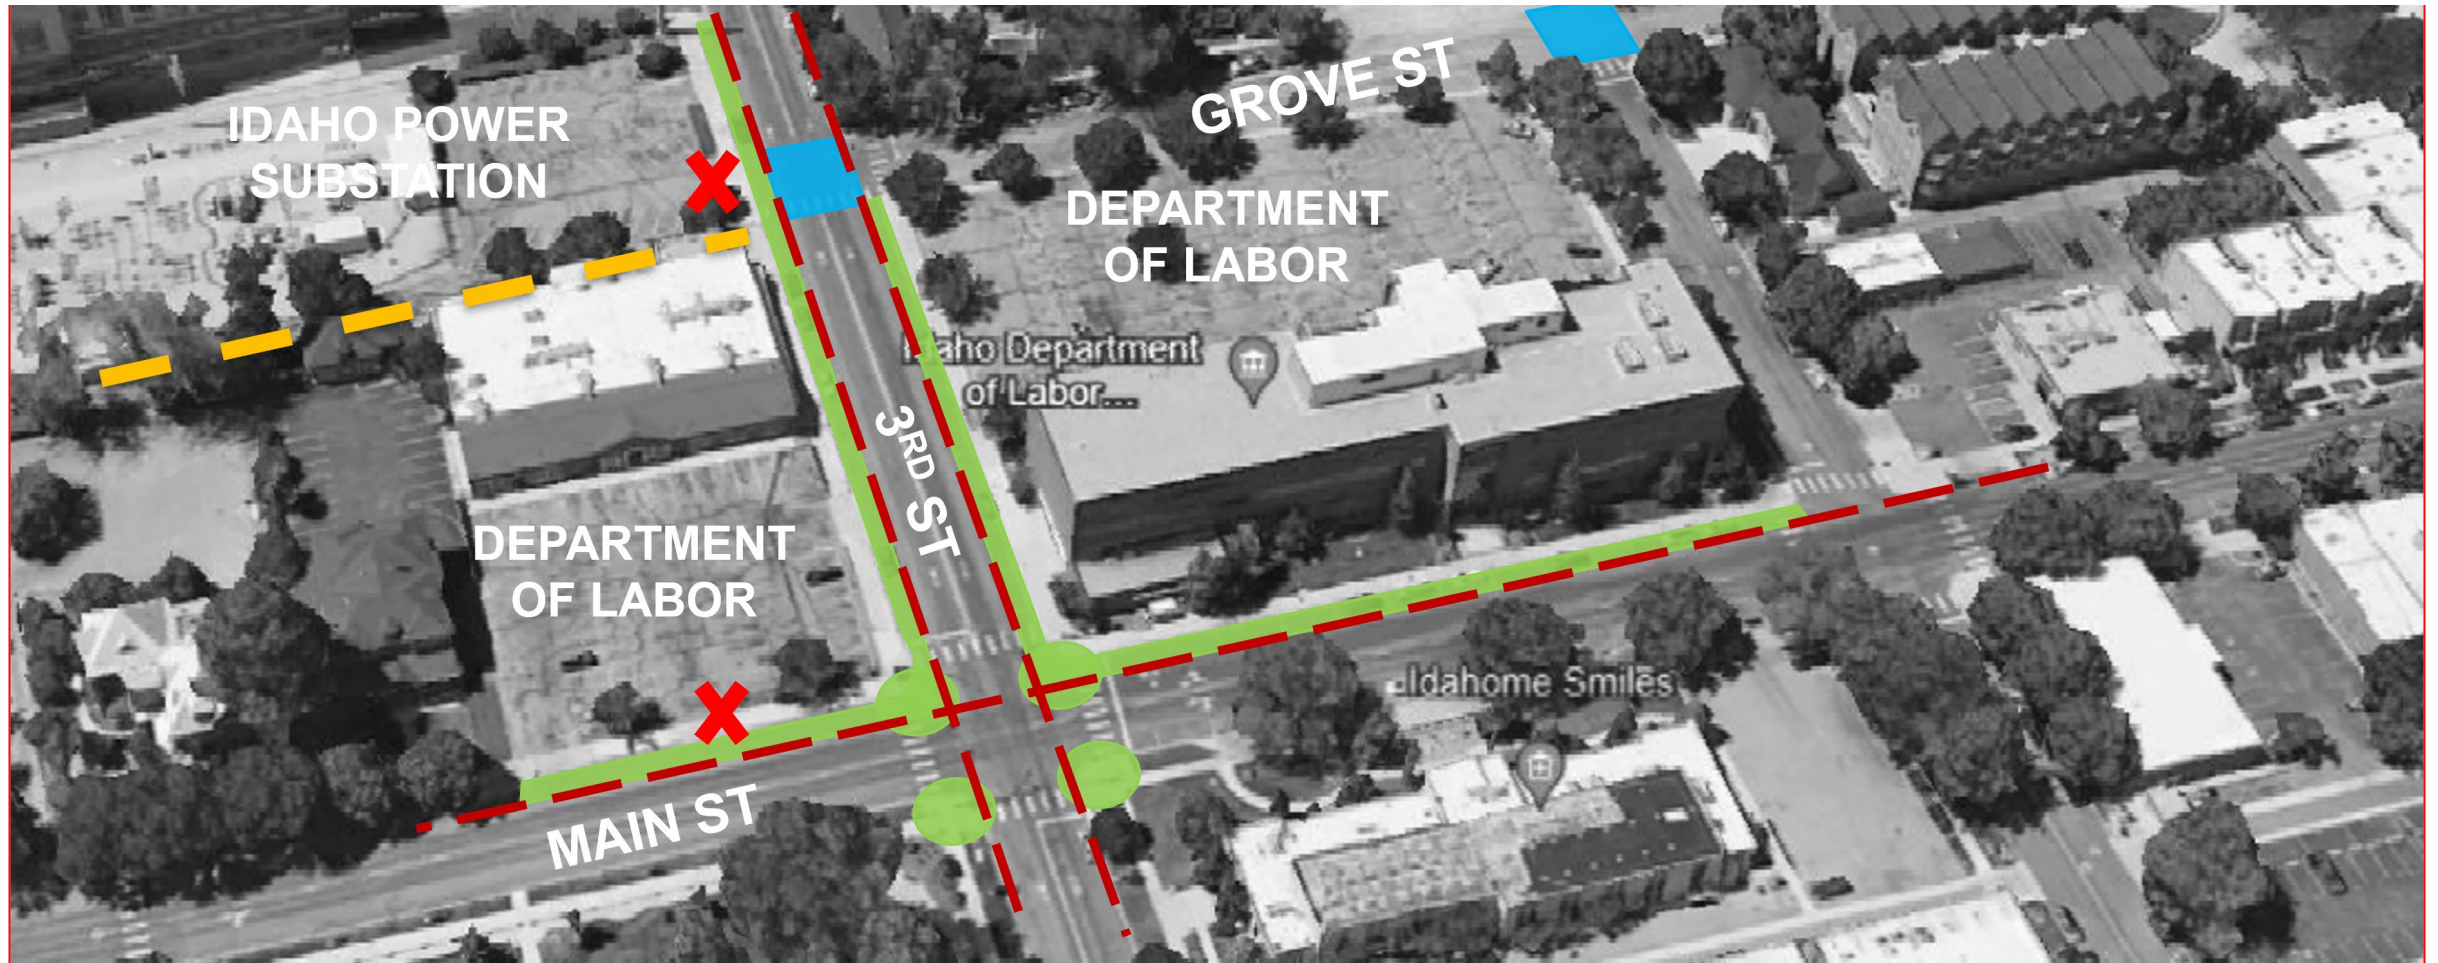 GROVE ST
IDAHO POWER
SUBSTATION
DEPARTMENT
OF LABOR
Idaho Department
of Labor...
3RD ST
DEPARTMENT
OF LABOR
Idahome Smiles
MAIN ST